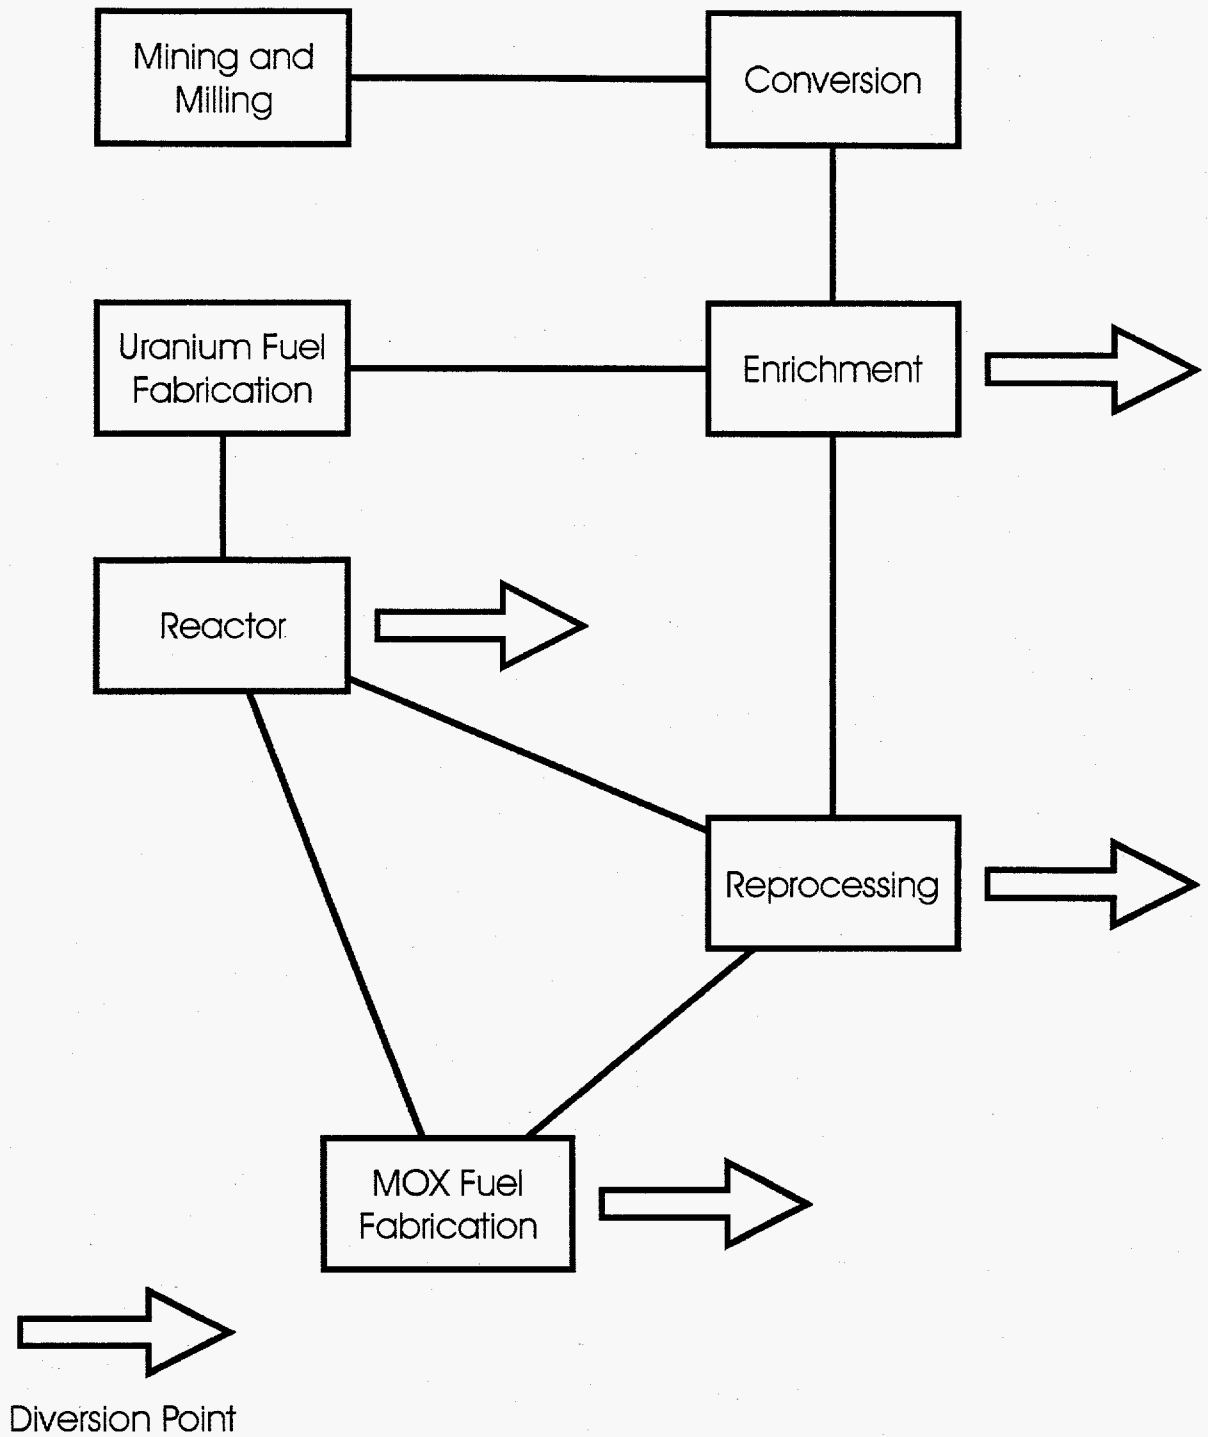 Mining and
Milling
Conversion
Uranium Fuel
Fabrication
Enrichment
Reactor
Reprocessing
MOX Fuel
Fabrication
Diversion Point